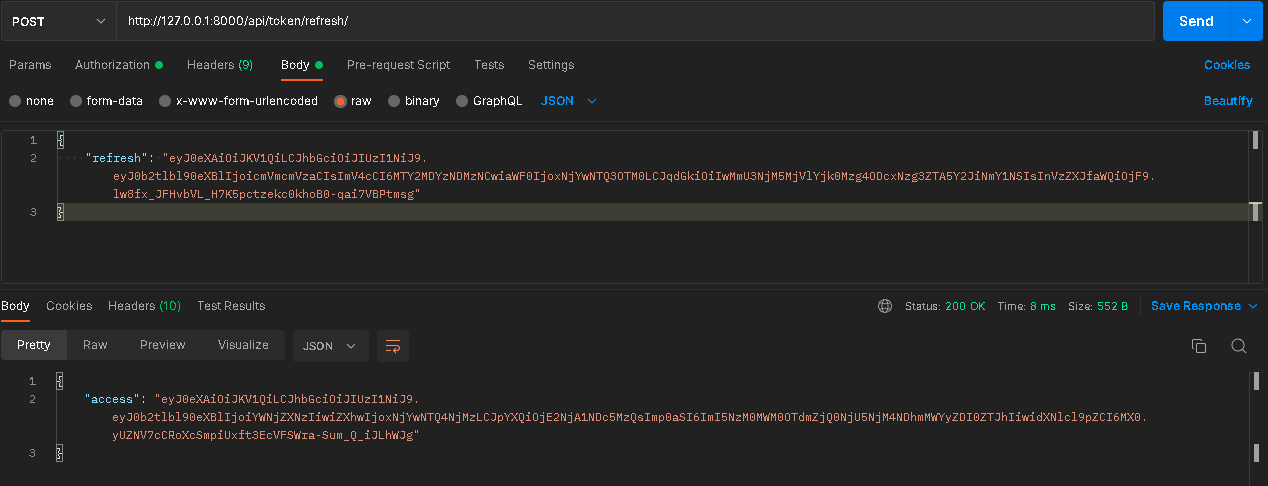 POST http://127.0.0.1:8000/api/token/refresh/ Send
Params Authorization Headers (9) Body Pre-request Script Tests Settings Cookies
none form-data x-www-form-urlencoded raw binary GraphQL JSON Beautify
1 {
2 "refresh": "eyJ0eXAiOiJKV1QiLCJhbGciOiJIUzI1NiJ9.
eyJ0b2tlbl90eXBlIjoicmVmcmVzaCIsImV4cCI6MTY2MDYzNDMzNCwiaWF0IjoxNjYwNTQ3OTM0LCJqdGkiOiIwMmU3NjM5MjVlYjk0Mzg4ODcxNzg3ZTA5Y2JiNmY1NSIsInVzZXJfaWQiOjF9.
lw8fx_JFHvbVL_H7K5pctzekc0khoB0-qai7VBPtmsg"
3 }
Body Cookies Headers (10) Test Results Status: 200 OK Time: 8 ms Size: 552 B Save Response
Pretty Raw Preview Visualize JSON
1 {
2 "access": "eyJ0eXAiOiJKV1QiLCJhbGciOiJIUzI1NiJ9.
eyJ0b2tlbl90eXBlIjoiYWNjZXNzIiwiZXhwIjoxNjYwNTQ4NjMzLCJpYXQiOjE2NjA1NDc5MzQsImp0aSI6ImI5NzM0MWM0OTdmZjQ0NjU5NjM4NDhmMWYyZDI0ZTJhIiwidXNlcl9pZCI6MX0.
yUZNV7cCRoXcSmpiUxft3EcVFSWra-Sum_Q_iJLhWJg"
3 }